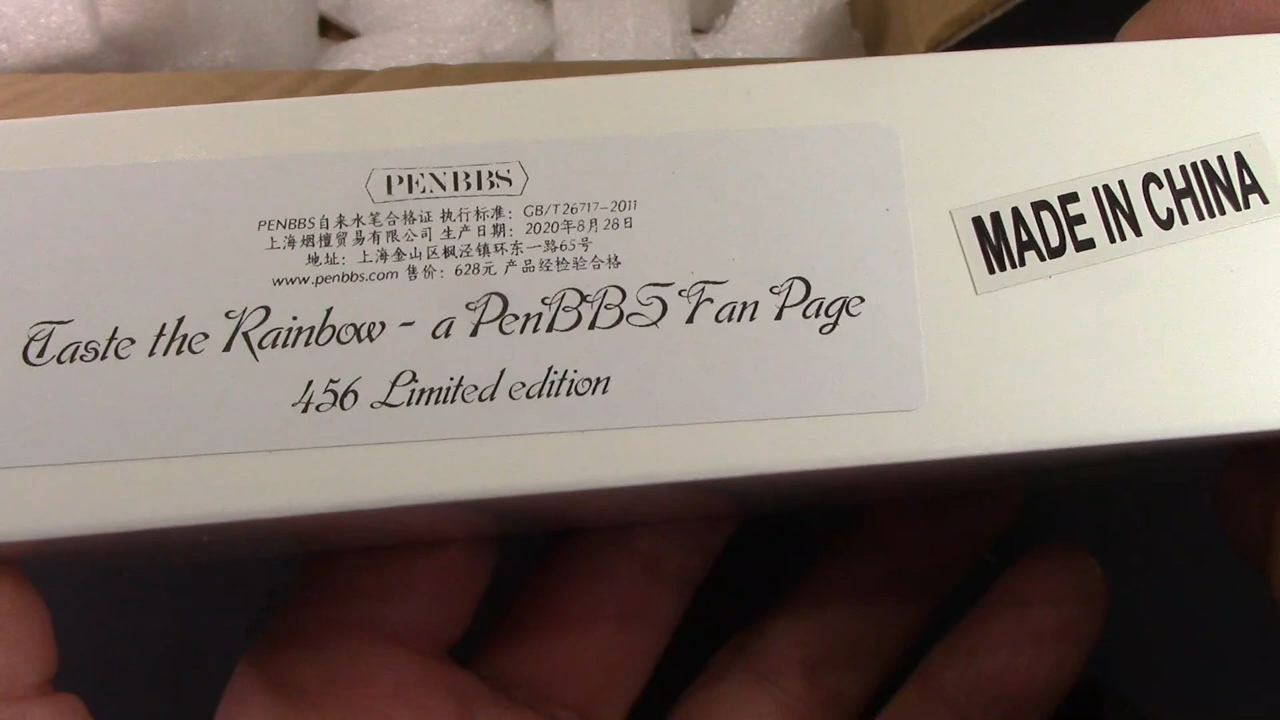 PENBBS
PENBBS自来水笔合格证 执行标准: GB/T26717-2011
上海烟檀贸易有限公司 生产日期: 2020年8月28日
地址: 上海金山区枫泾镇环东一路65号
www.penbbs.com 售价: 628元 产品经检验合格
Taste the Rainbow - a PenBBS Fan Page
456 Limited edition
MADE IN CHINA